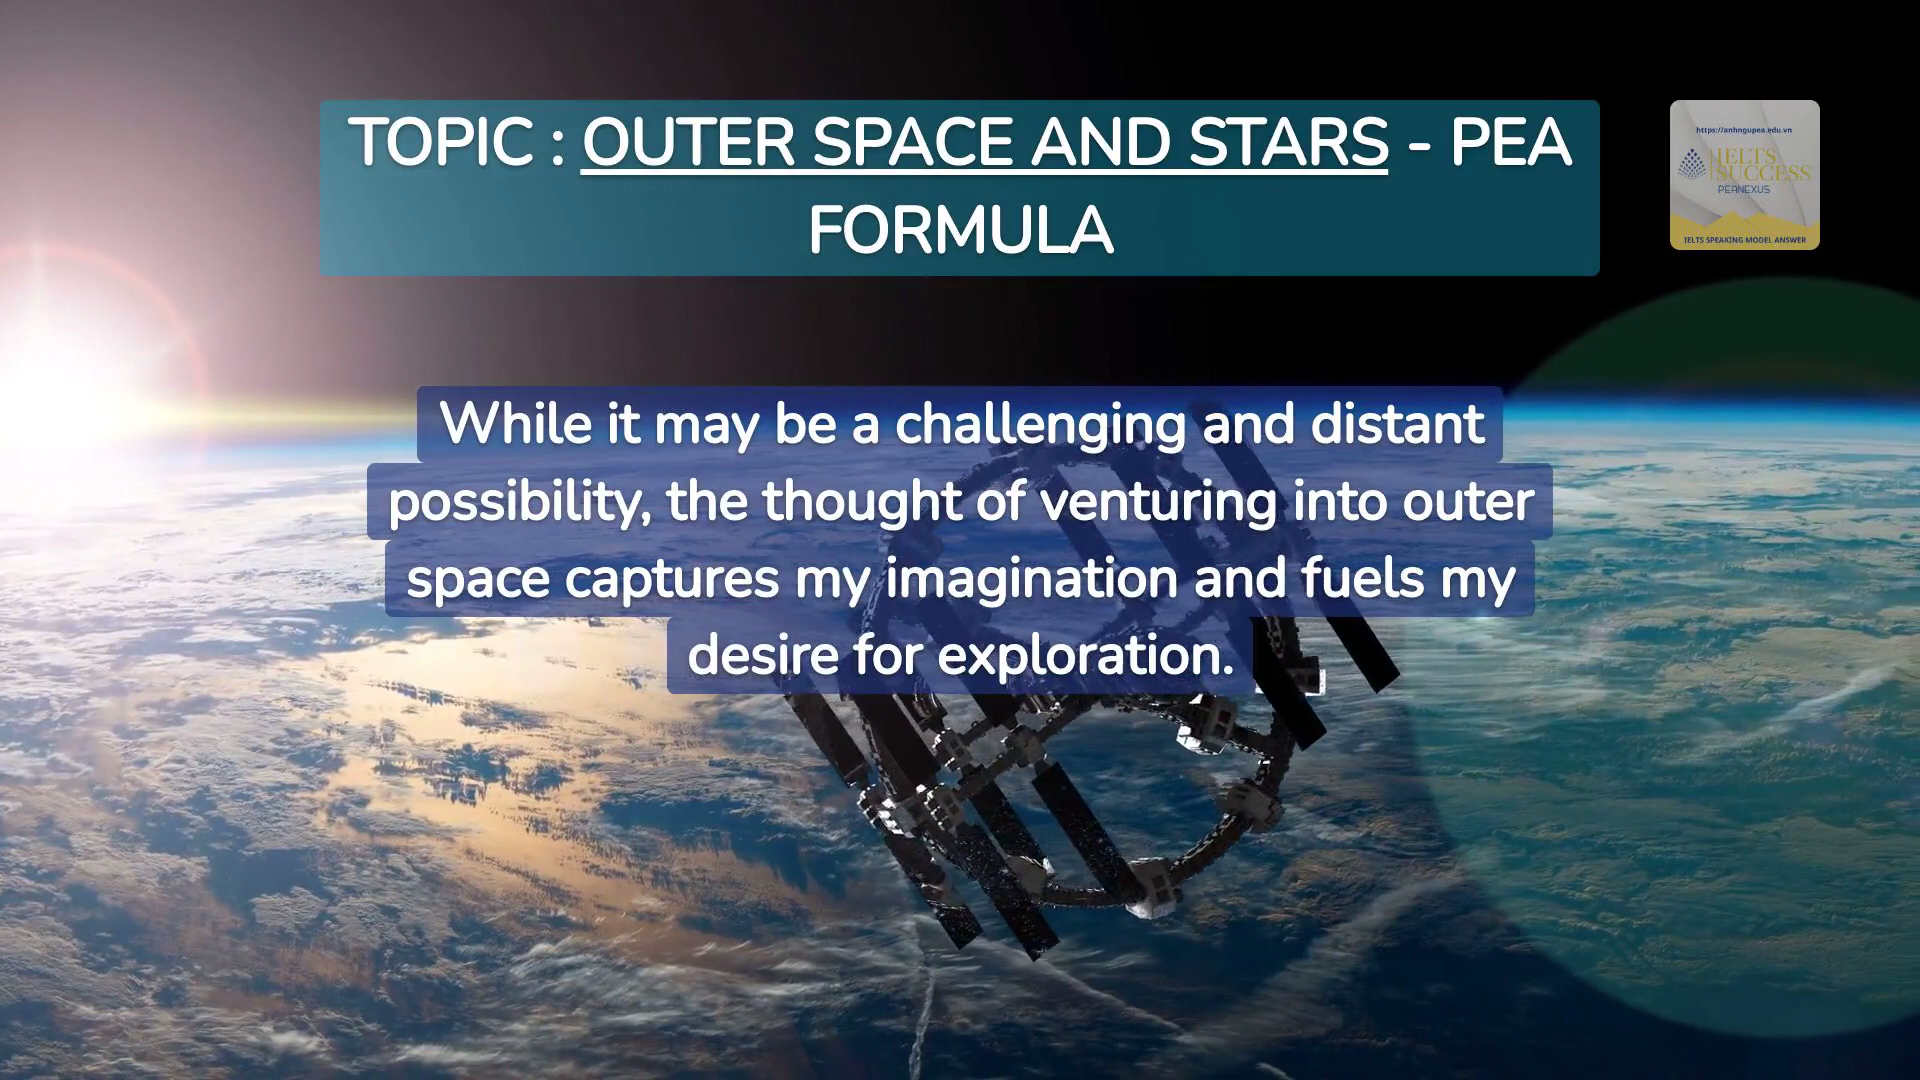 TOPIC : OUTER SPACE AND STARS - PEA
FORMULA
https://anhngupea.edu.vn
IELTS
SUCCESS
PEANEXUS
IELTS SPEAKING MODEL ANSWER
While it may be a challenging and distant
possibility, the thought of venturing into outer
space captures my imagination and fuels my
desire for exploration.